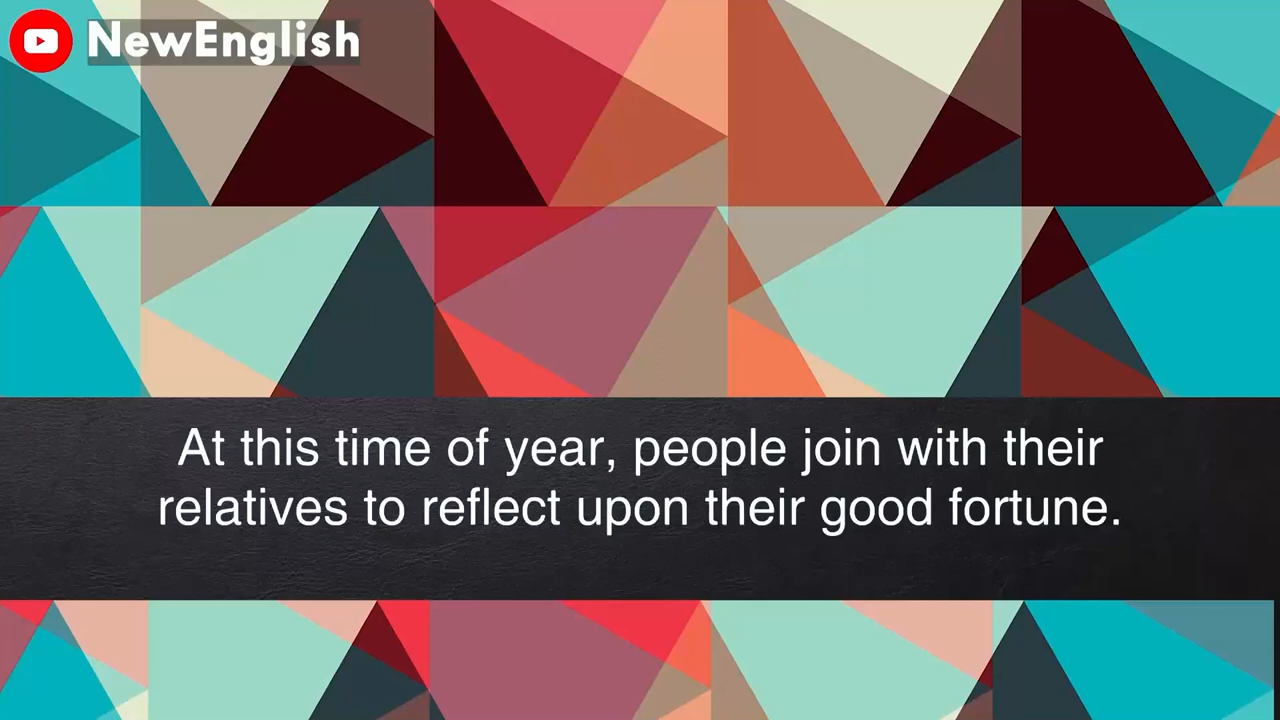 NewEnglish
At this time of year, people join with their
relatives to reflect upon their good fortune.